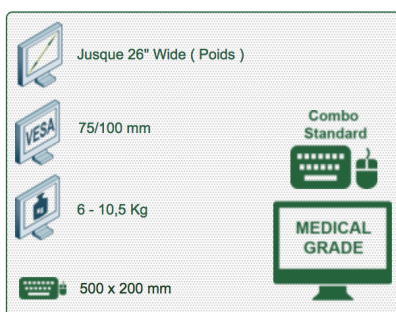 Jusque 26" Wide ( Poids )
VESA
75/100 mm
Combo
Standard
KG
6 - 10,5 Kg
MEDICAL
GRADE
500 x 200 mm